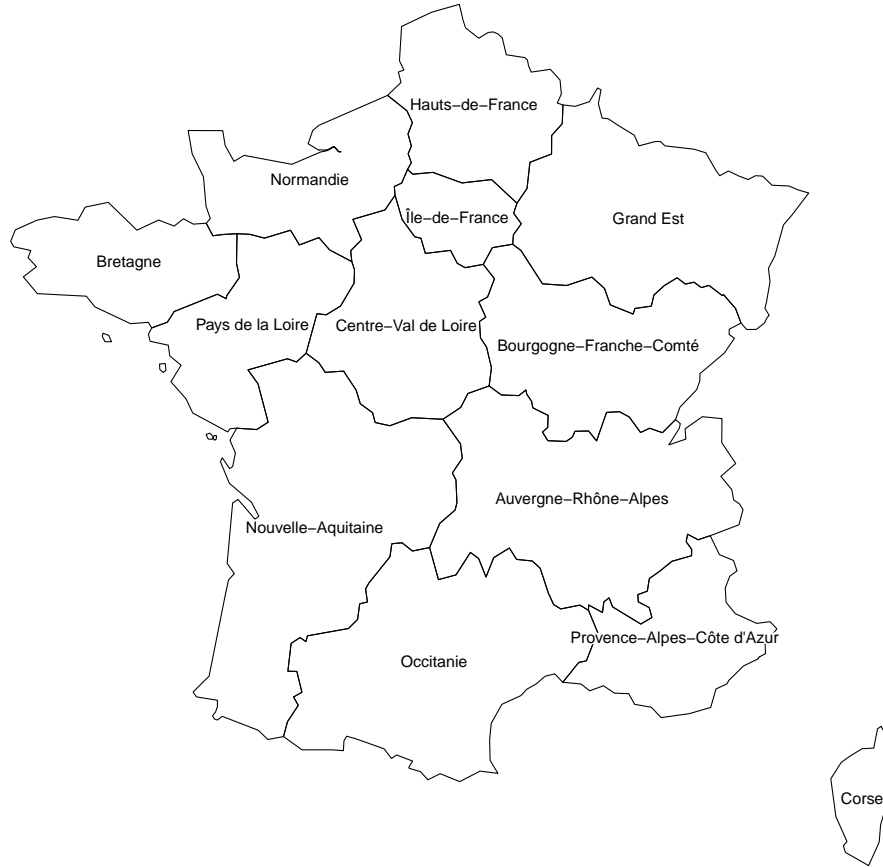 Hauts−de−France
Normandie
Île−de−France
Grand Est
Bretagne
Pays de la Loire
Centre−Val de Loire
Bourgogne−Franche−Comté
Auvergne−Rhône−Alpes
Nouvelle−Aquitaine
Provence−Alpes−Côte d'Azur
Occitanie
Corse